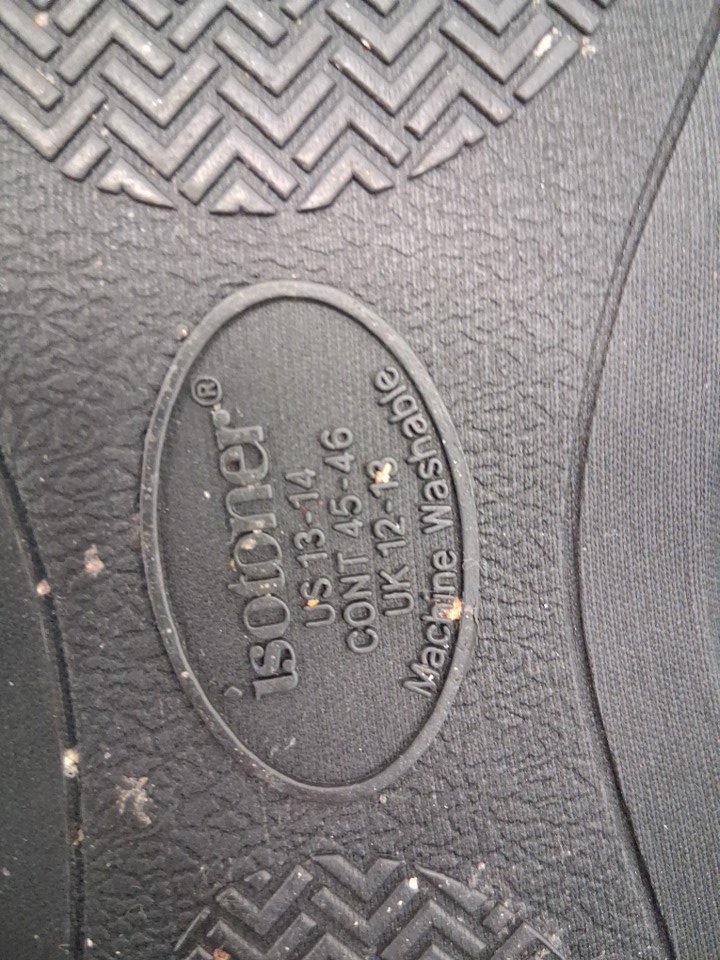 isotoner®
US 13-14
CONT 45-46
UK 12-13
Machine Washable